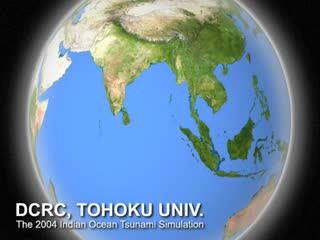 DCRC, TOHOKU UNIV.
The 2004 Indian Ocean Tsunami Simulation